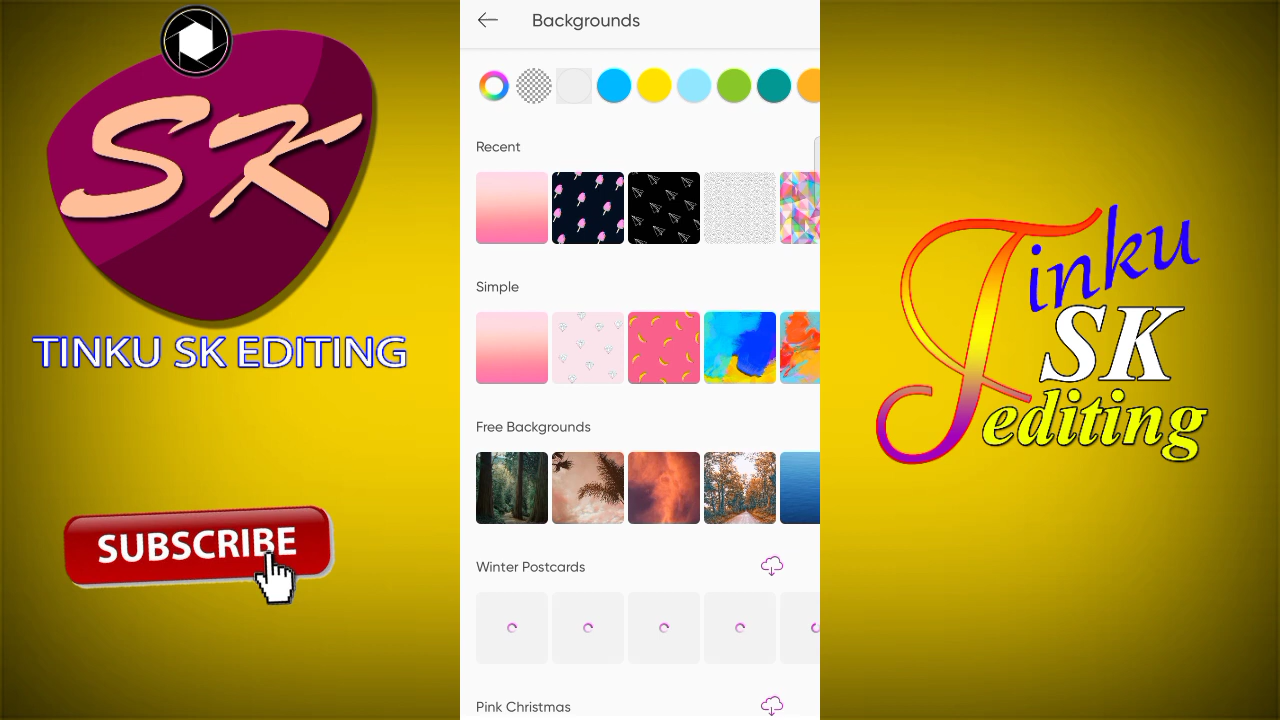 SK
TINKU SK EDITING
SUBSCRIBE
Backgrounds
Recent
Simple
Free Backgrounds
Winter Postcards
Pink Christmas
Tinku
SK
editing